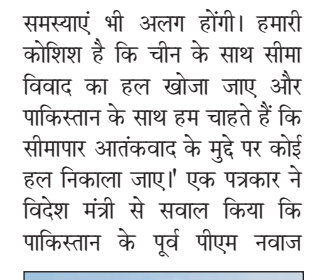 समस्याएं भी अलग होंगी। हमारी
कोशिश है कि चीन के साथ सीमा
विवाद का हल खोजा जाए और
पाकिस्तान के साथ हम चाहते हैं कि
सीमापार आतंकवाद के मुद्दे पर कोई
हल निकाला जाए।' एक पत्रकार ने
विदेश मंत्री से सवाल किया कि
पाकिस्तान के पूर्व पीएम नवाज